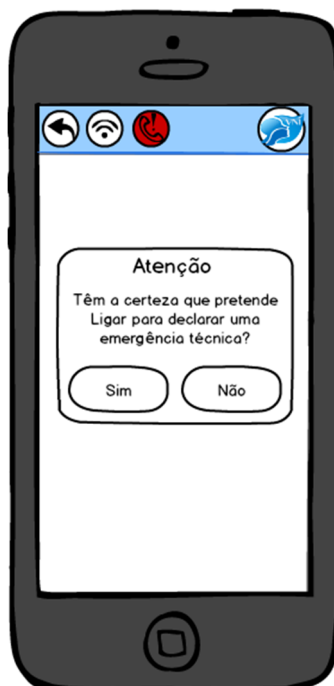 Atenção
Têm a certeza que pretende
Ligar para declarar uma
emergência técnica?
Sim
Não